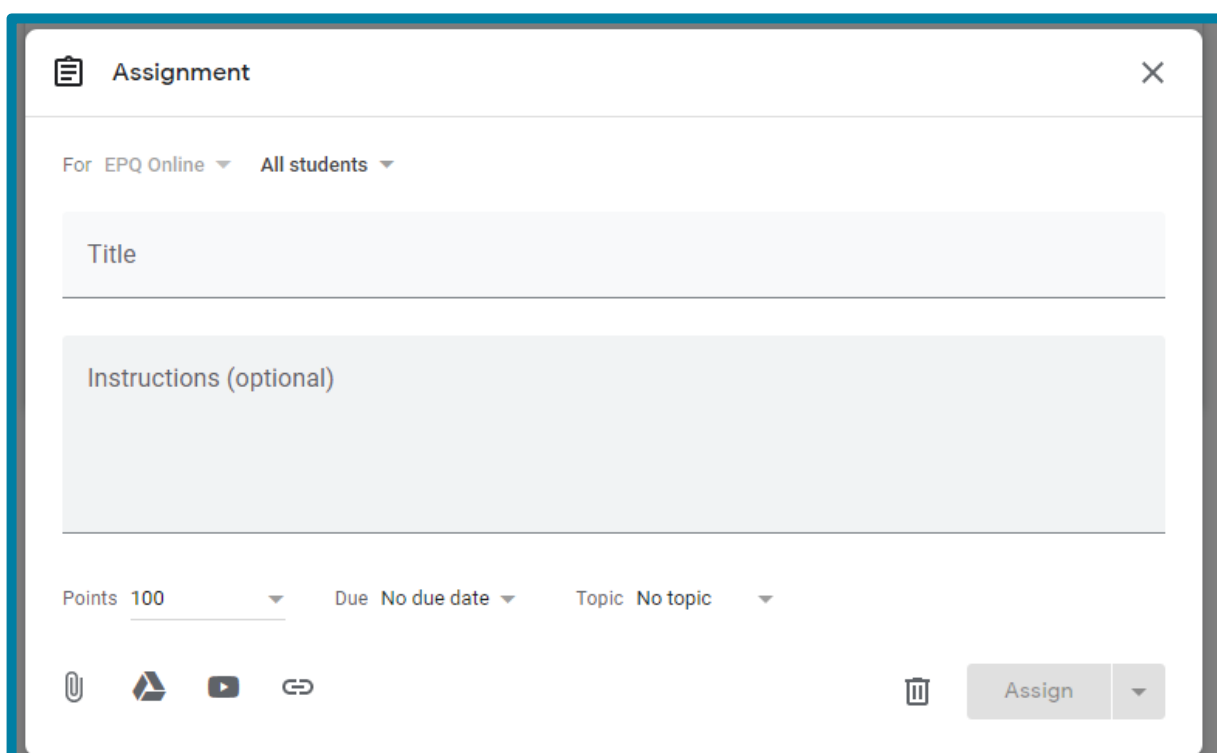 Assignment
For EPQ Online All students
Title
Instructions (optional)
Points 100 Due No due date Topic No topic
Assign